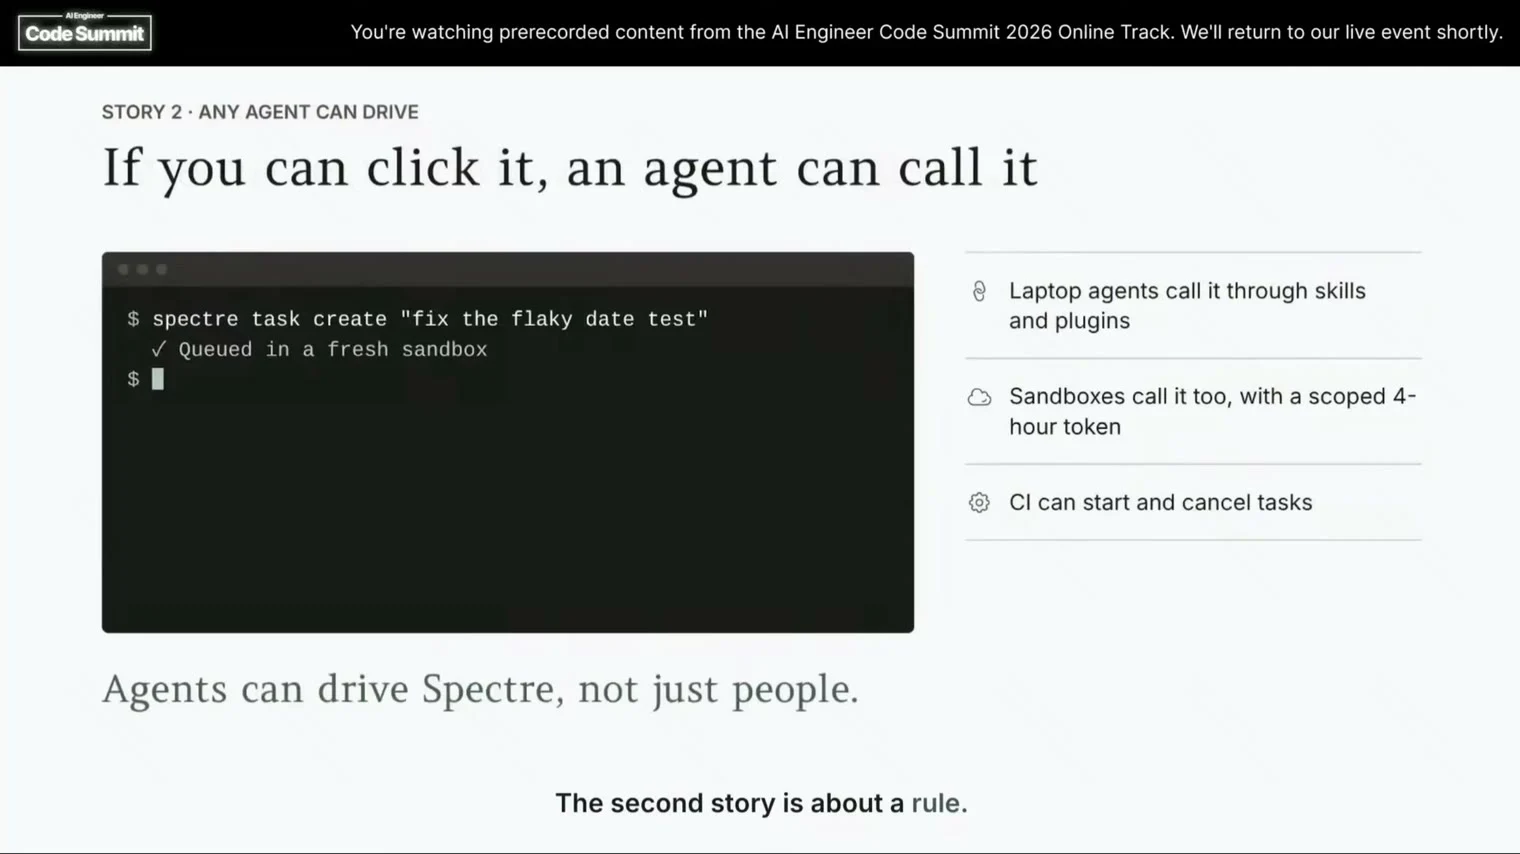 AI Engineer
Code Summit
You're watching prerecorded content from the AI Engineer Code Summit 2026 Online Track. We'll return to our live event shortly.
STORY 2 · ANY AGENT CAN DRIVE
If you can click it, an agent can call it
$ spectre task create "fix the flaky date test"
✓ Queued in a fresh sandbox
$
Laptop agents call it through skills
and plugins
Sandboxes call it too, with a scoped 4-
hour token
CI can start and cancel tasks
Agents can drive Spectre, not just people.
The second story is about a rule.